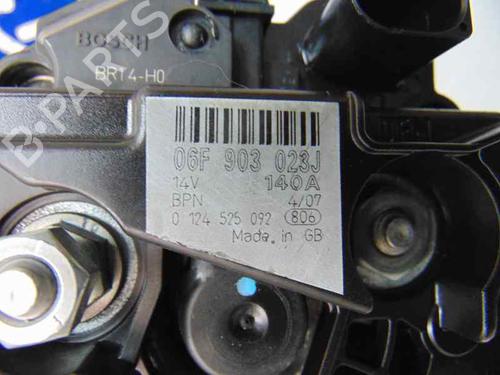 BOSCH
BR14-H0
06F 903 023J
14V 140A
BPN 4/07
0 124 525 092 806
Made in GB